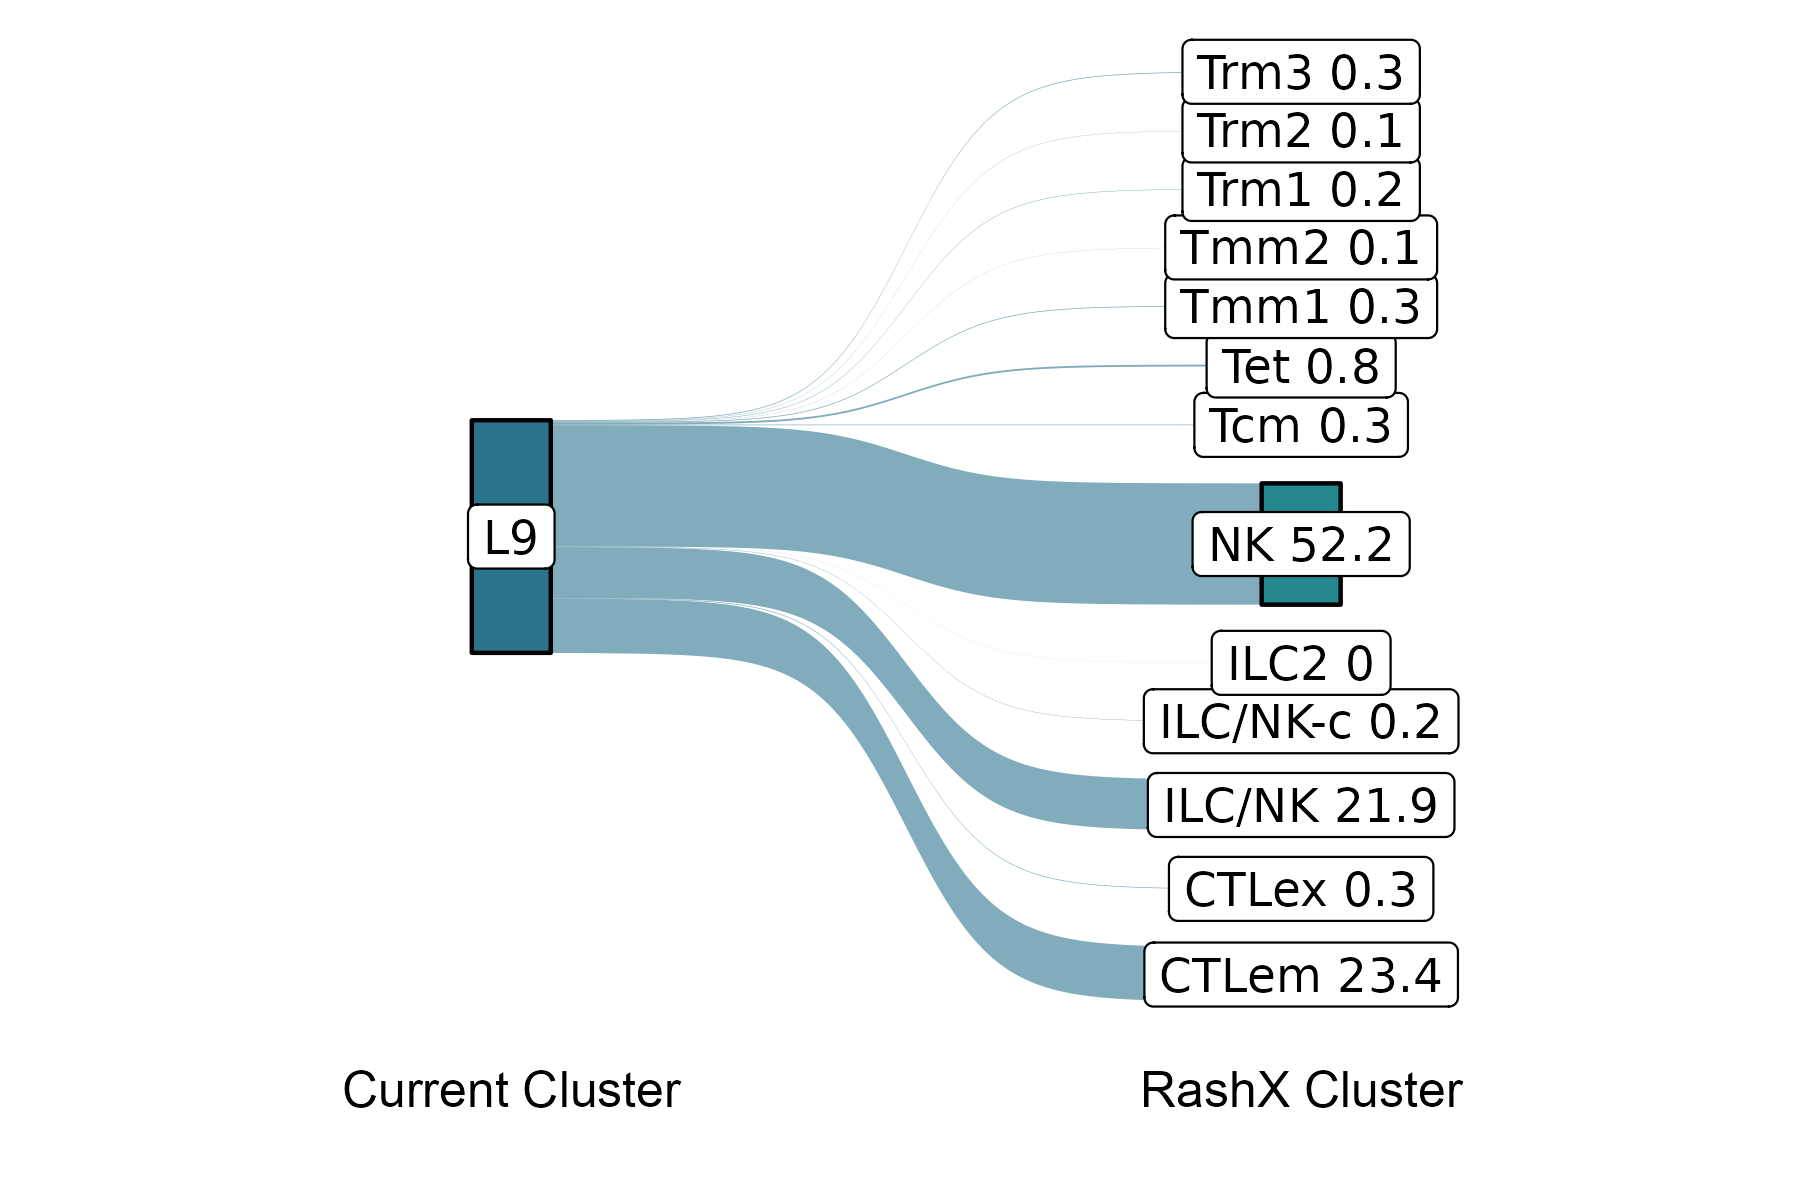 Trm3 0.3
Trm2 0.1
Trm1 0.2
Tmm2 0.1
Tmm1 0.3
Tet 0.8
Tcm 0.3
L9
NK 52.2
ILC2 0
ILC/NK-c 0.2
ILC/NK 21.9
CTLex 0.3
CTLem 23.4
Current Cluster
RashX Cluster